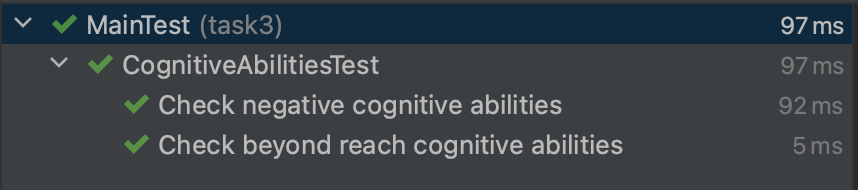 MainTest (task3) 97 ms
CognitiveAbilitiesTest 97 ms
Check negative cognitive abilities 92 ms
Check beyond reach cognitive abilities 5 ms